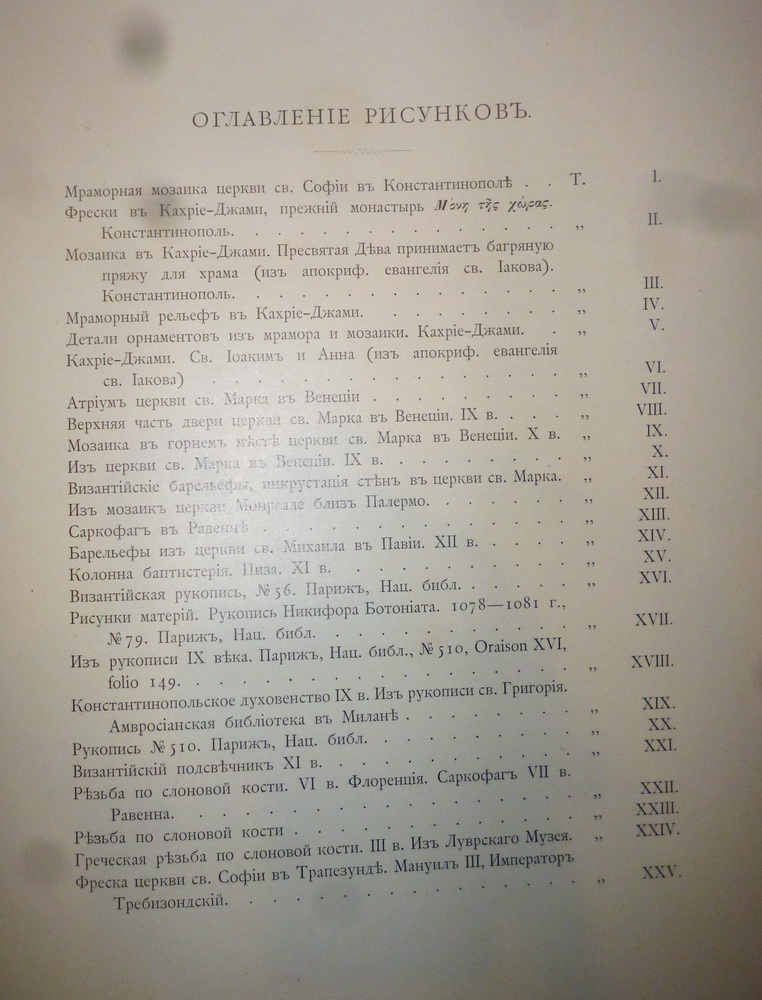 ОГЛАВЛЕНІЕ РИСУНКОВЪ.
Мраморная мозаика церкви св. Софіи въ Константинополѣ . . Т. I.
Фрески въ Кахріе-Джами, прежній монастырь Μόνη τῆς χώρας.
Константинополь. . . . . . . . . . . . . „ II.
Мозаика въ Кахріе-Джами. Пресвятая Дѣва принимаетъ багряную
пряжу для храма (изъ апокриф. евангелія св. Іакова).
Константинополь. . . . . . . . . . . . . „ III.
Мраморный рельефъ въ Кахріе-Джами. . . . . . . . „ IV.
Детали орнаментовъ изъ мрамора и мозаики. Кахріе-Джами. . „ V.
Кахріе-Джами. Св. Іоакимъ и Анна (изъ апокриф. евангелія
св. Іакова) . . . . . . . . . . . . . . „ VI.
Атріумъ церкви св. Марка въ Венеціи . . . . . . . . „ VII.
Верхняя часть двери церкви св. Марка въ Венеціи. IX в. . . . „ VIII.
Мозаика въ горнемъ мѣстѣ церкви св. Марка въ Венеціи. X в. „ IX.
Изъ церкви св. Марка въ Венеціи. IX в. . . . . . . . „ X.
Византійскіе барельефы, инкрустація стѣнъ въ церкви св. Марка. „ XI.
Изъ мозаикъ церкви Монреале близъ Палермо. . . . . . „ XII.
Саркофагъ въ Равеннѣ . . . . . . . . . . . . „ XIII.
Барельефы изъ церкви св. Михаила въ Павіи. XII в. . . . . „ XIV.
Колонна баптистерія. Пиза. XI в. . . . . . . . . . „ XV.
Византійская рукопись, № 56. Парижъ, Нац. библ. . . . . „ XVI.
Рисунки матерій. Рукопись Никифора Ботоніата. 1078—1081 г.,
№ 79. Парижъ, Нац. библ. . . . . . . . . . . „ XVII.
Изъ рукописи IX вѣка. Парижъ, Нац. библ., № 510, Oraison XVI,
folio 149. . . . . . . . . . . . . . . „ XVIII.
Константинопольское духовенство IX в. Изъ рукописи св. Григорія.
Амвросіанская библіотека въ Миланѣ . . . . . . . „ XIX.
Рукопись № 510. Парижъ, Нац. библ. . . . . . . . . „ XX.
Византійскій подсвѣчникъ XI в. . . . . . . . . . . „ XXI.
Рѣзьба по слоновой кости. VI в. Флоренція. Саркофагъ VII в.
Равенна. . . . . . . . . . . . . . . . „ XXII.
Рѣзьба по слоновой кости . . . . . . . . . . . „ XXIII.
Греческая рѣзьба по слоновой кости. III в. Изъ Луврскаго Музея. „ XXIV.
Фреска церкви св. Софіи въ Трапезундѣ. Мануилъ III, Императоръ
Требизондскій. . . . . . . . . . . . . . „ XXV.